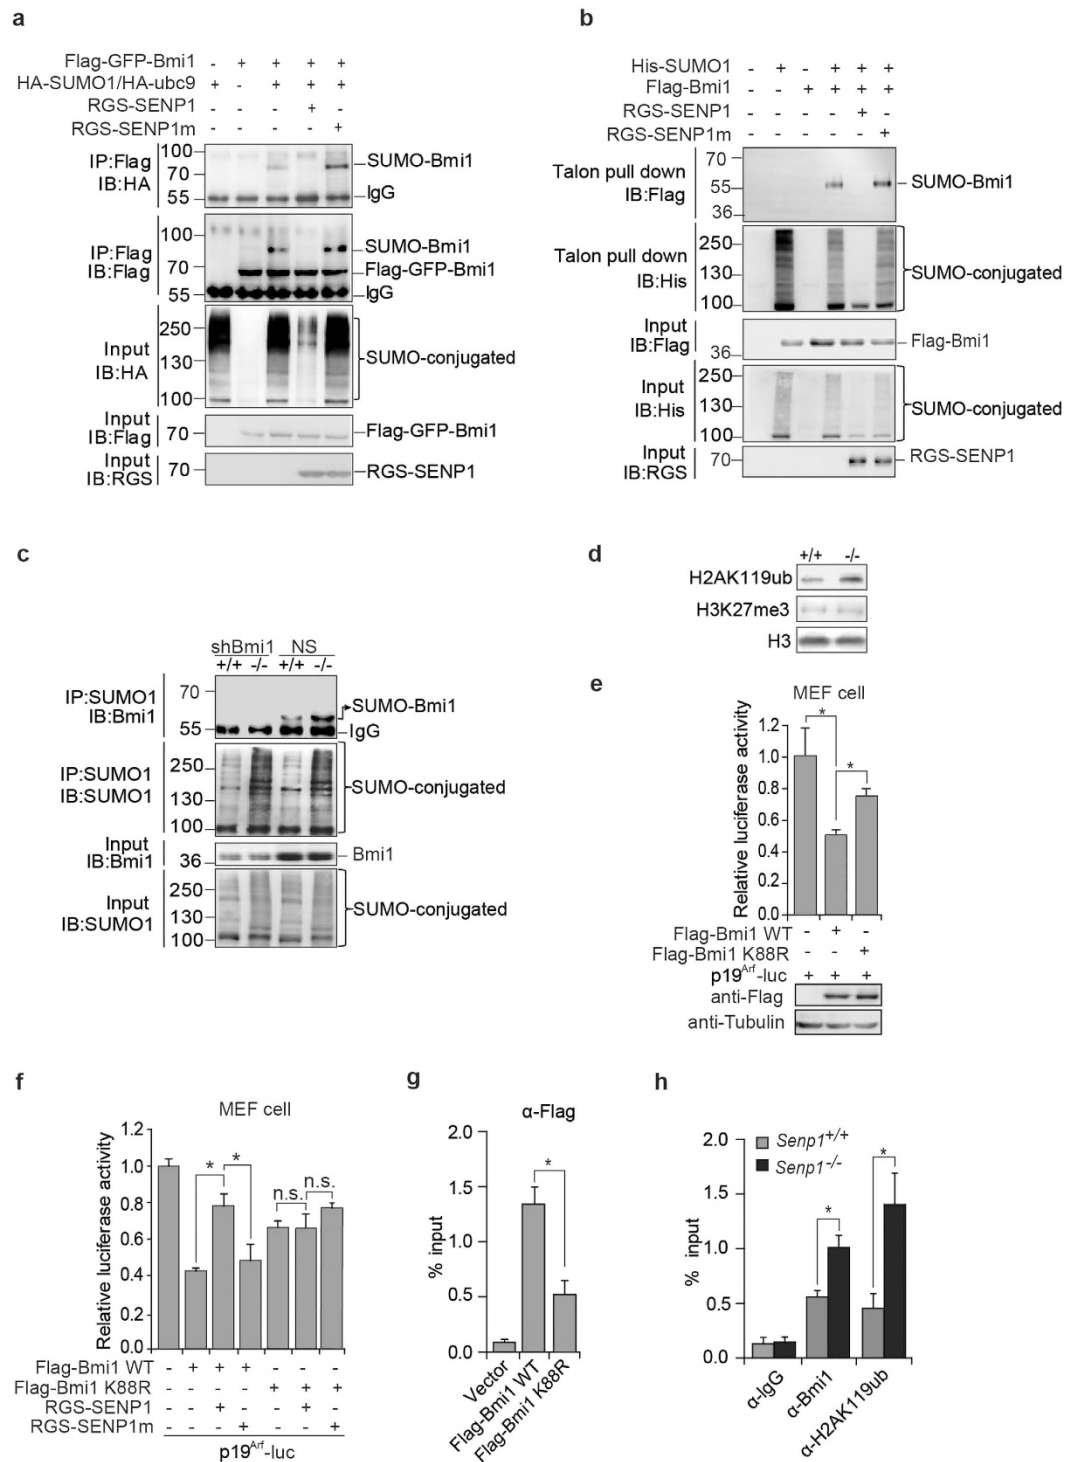 a
Flag-GFP-Bmi1 - + + + +
HA-SUMO1/HA-ubc9 + - + + +
RGS-SENP1 - - - + -
RGS-SENP1m - - - - +
IP:Flag
IB:HA
100
70
55
SUMO-Bmi1
IgG
IP:Flag
IB:Flag
100
70
55
SUMO-Bmi1
Flag-GFP-Bmi1
IgG
Input
IB:HA
250
130
100
SUMO-conjugated
Input
IB:Flag
70
Flag-GFP-Bmi1
Input
IB:RGS
70
RGS-SENP1
b
His-SUMO1 - + - + + +
Flag-Bmi1 - - + + + +
RGS-SENP1 - - - - + -
RGS-SENP1m - - - - - +
Talon pull down
IB:Flag
70
55
36
SUMO-Bmi1
Talon pull down
IB:His
250
130
100
SUMO-conjugated
Input
IB:Flag
36
Flag-Bmi1
Input
IB:His
250
130
100
SUMO-conjugated
Input
IB:RGS
70
RGS-SENP1
c
shBmi1 NS
+/+ -/- +/+ -/-
IP:SUMO1
IB:Bmi1
70
55
SUMO-Bmi1
IgG
IP:SUMO1
IB:SUMO1
250
130
100
SUMO-conjugated
Input
IB:Bmi1
36
Bmi1
Input
IB:SUMO1
250
130
100
SUMO-conjugated
d
+/+ -/-
H2AK119ub
H3K27me3
H3
e
MEF cell
Relative luciferase activity
1.2
1.0
0.8
0.6
0.4
0.2
0.0
*
*
Flag-Bmi1 WT - + -
Flag-Bmi1 K88R - - +
p19Arf-luc + + +
anti-Flag
anti-Tubulin
f
MEF cell
Relative luciferase activity
1.2
1.0
0.8
0.6
0.4
0.2
0.0
* * n.s. n.s.
Flag-Bmi1 WT - + + + - - -
Flag-Bmi1 K88R - - - - + + +
RGS-SENP1 - - + - - + -
RGS-SENP1m - - - + - - +
p19Arf-luc
g
α-Flag
% input
2.0
1.5
1.0
0.5
0.0
*
Vector
Flag-Bmi1 WT
Flag-Bmi1 K88R
h
% input
2.0
1.5
1.0
0.5
0.0
Senp1+/+
Senp1-/-
*
*
α-IgG
α-Bmi1
α-H2AK119ub